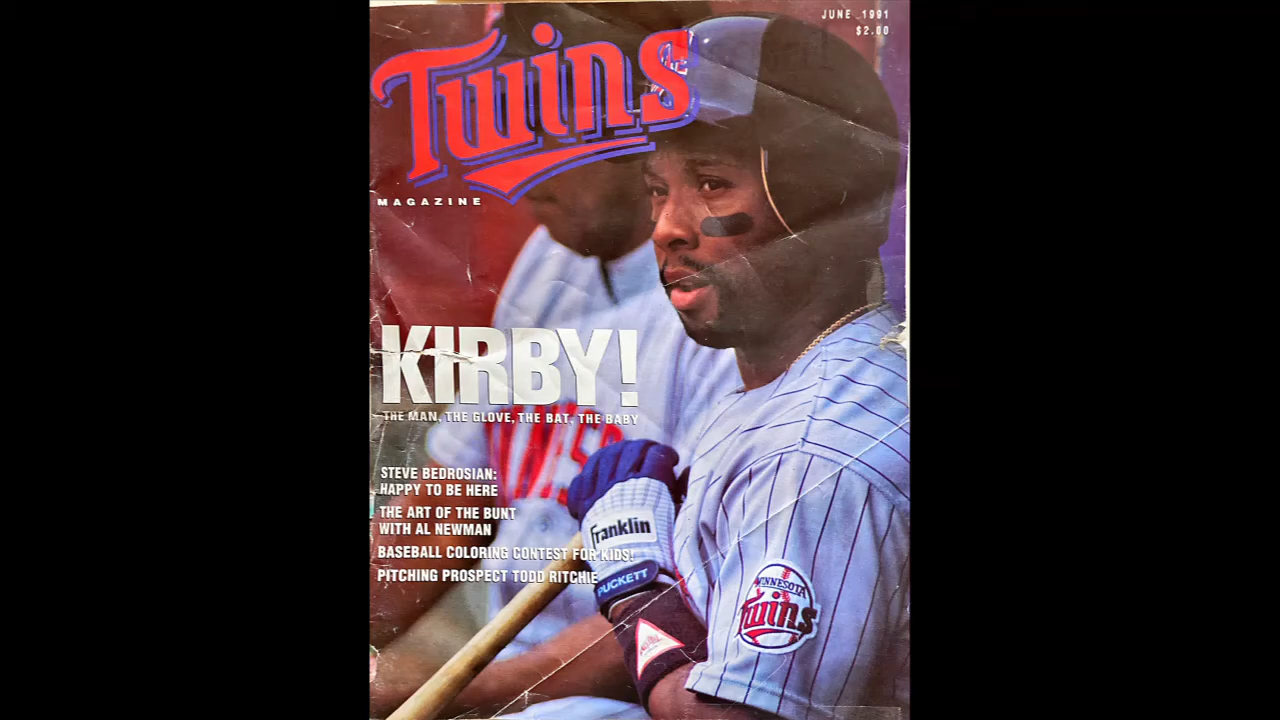 JUNE 1991
$2.00
Twins
MAGAZINE
KIRBY!
THE MAN, THE GLOVE, THE BAT, THE BABY
STEVE BEDROSIAN:
HAPPY TO BE HERE
THE ART OF THE BUNT
WITH AL NEWMAN
BASEBALL COLORING CONTEST FOR KIDS!
PITCHING PROSPECT TODD RITCHIE
Franklin
PUCKETT
MINNESOTA
Twins